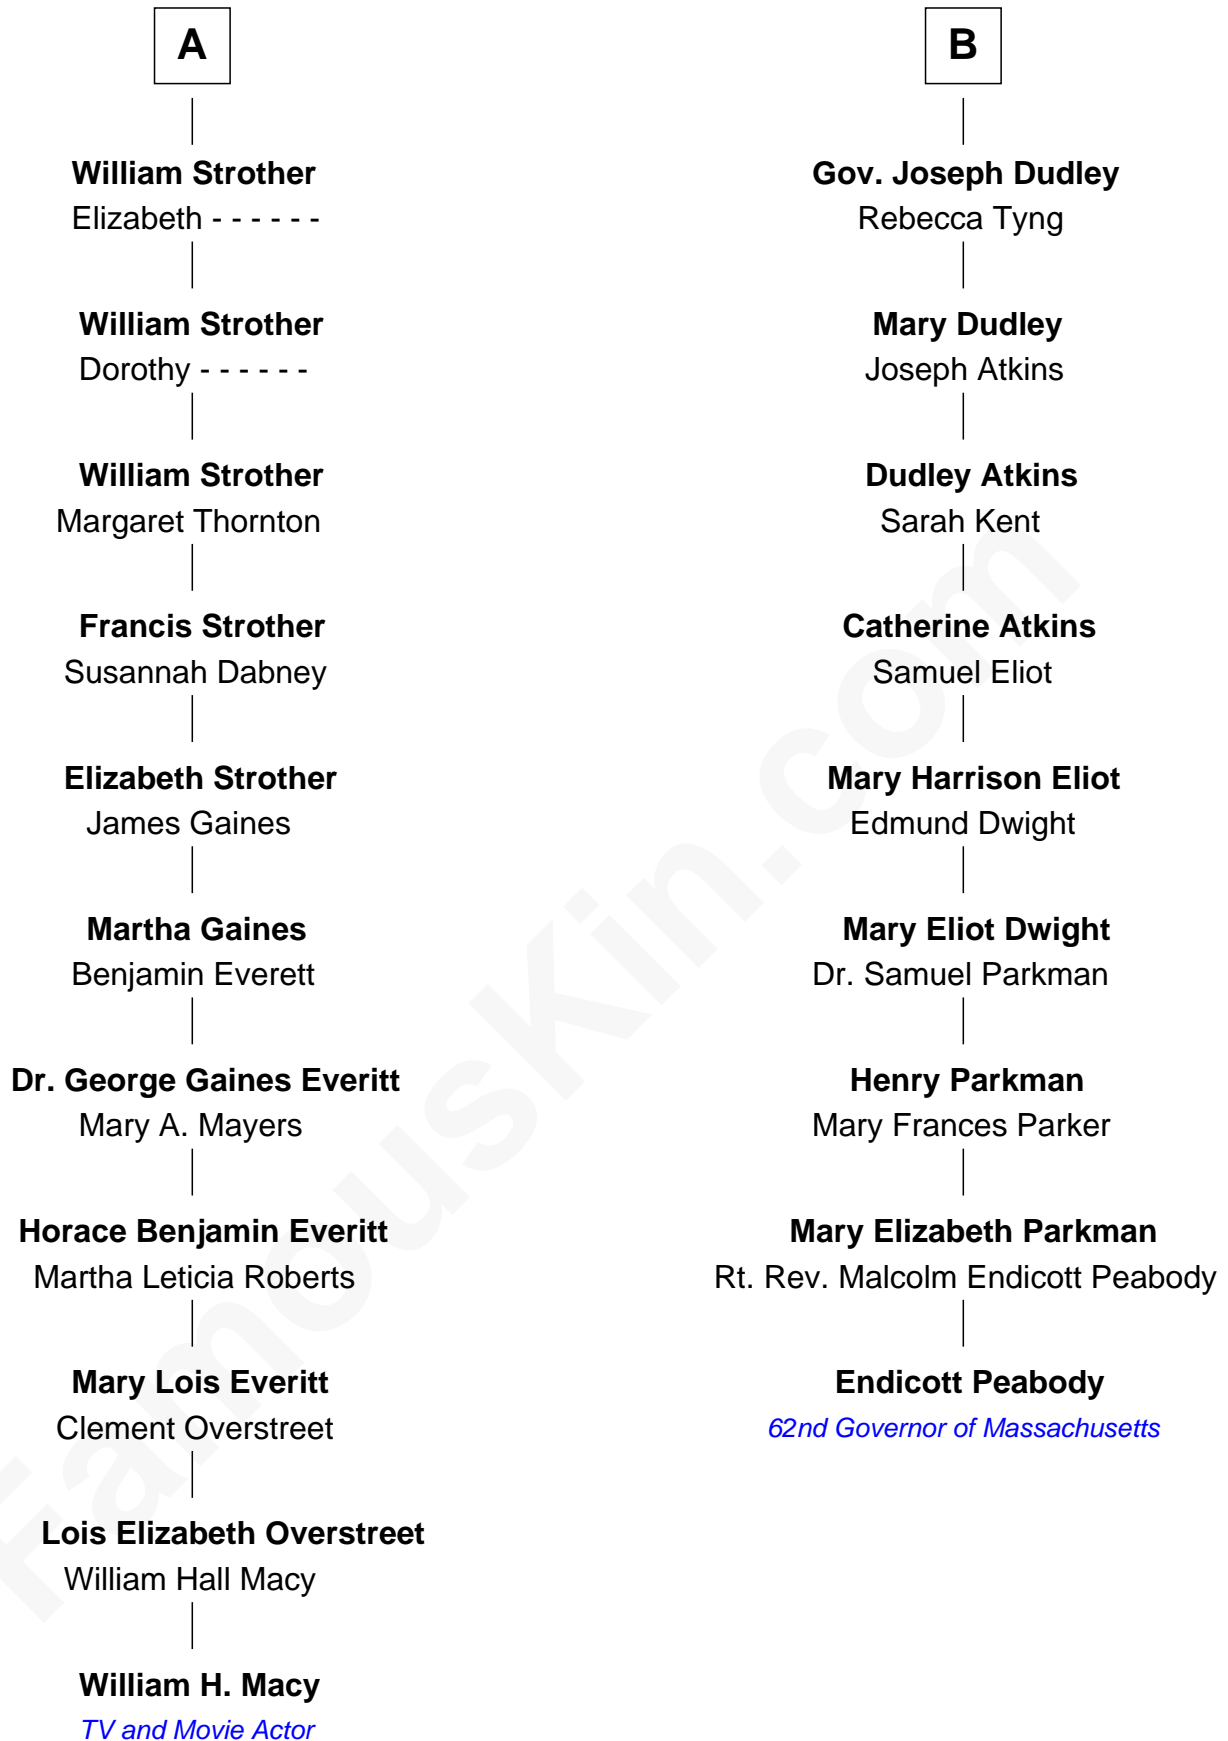 A
William Strother
Elizabeth - - - - - -
William Strother
Dorothy - - - - - -
William Strother
Margaret Thornton
Francis Strother
Susannah Dabney
Elizabeth Strother
James Gaines
Martha Gaines
Benjamin Everett
Dr. George Gaines Everitt
Mary A. Mayers
Horace Benjamin Everitt
Martha Leticia Roberts
Mary Lois Everitt
Clement Overstreet
Lois Elizabeth Overstreet
William Hall Macy
William H. Macy
TV and Movie Actor
B
Gov. Joseph Dudley
Rebecca Tyng
Mary Dudley
Joseph Atkins
Dudley Atkins
Sarah Kent
Catherine Atkins
Samuel Eliot
Mary Harrison Eliot
Edmund Dwight
Mary Eliot Dwight
Dr. Samuel Parkman
Henry Parkman
Mary Frances Parker
Mary Elizabeth Parkman
Rt. Rev. Malcolm Endicott Peabody
Endicott Peabody
62nd Governor of Massachusetts
FamousKin.com